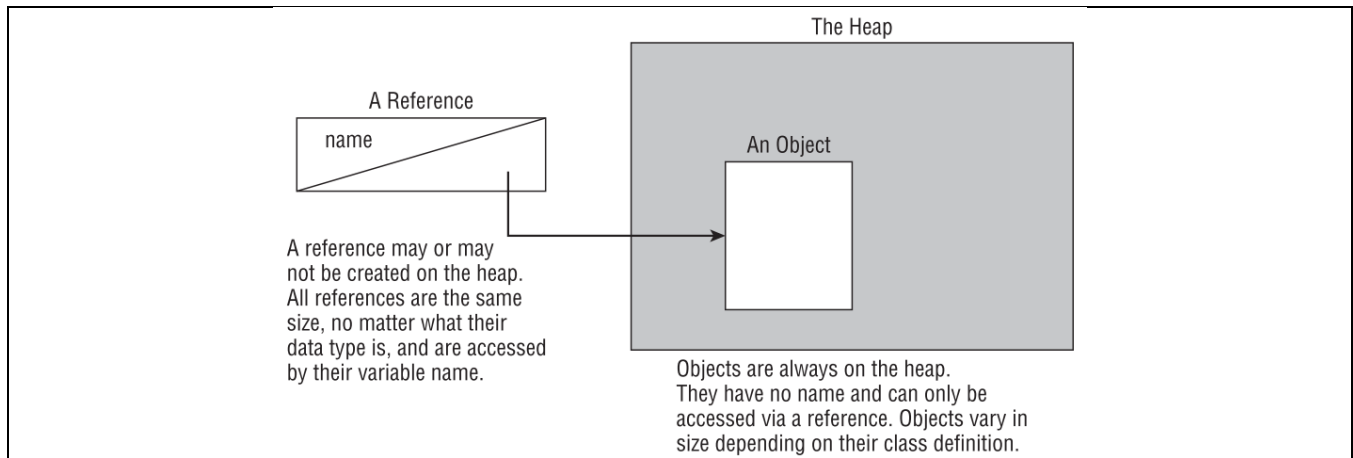 The Heap
A Reference
name
An Object
A reference may or may
not be created on the heap.
All references are the same
size, no matter what their
data type is, and are accessed
by their variable name.
Objects are always on the heap.
They have no name and can only be
accessed via a reference. Objects vary in
size depending on their class definition.